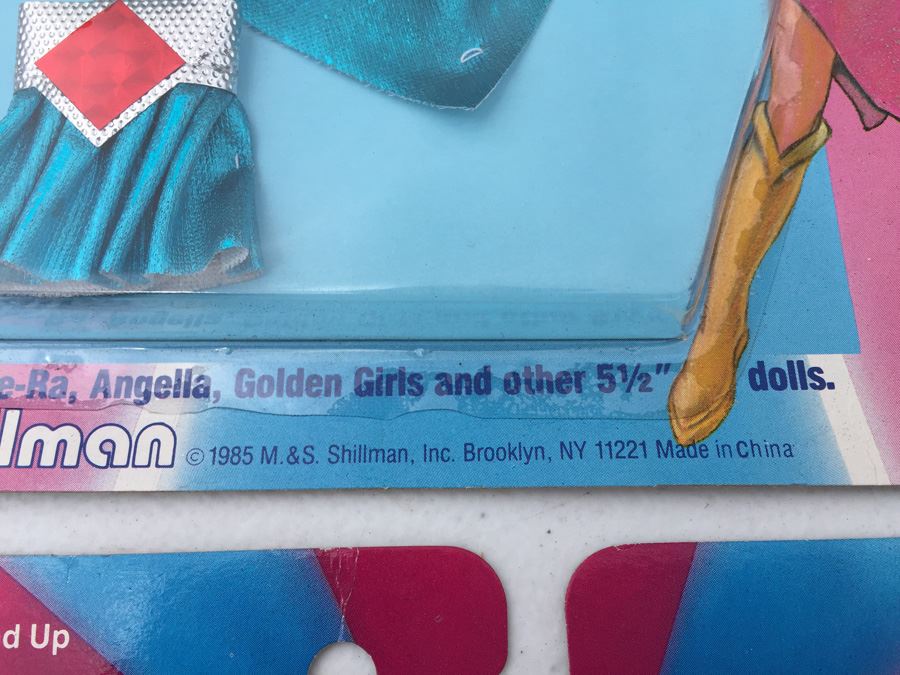 e-Ra, Angella, Golden Girls and other 5½" dolls.
lman © 1985 M.&S. Shillman, Inc. Brooklyn, NY 11221 Made in China
d Up